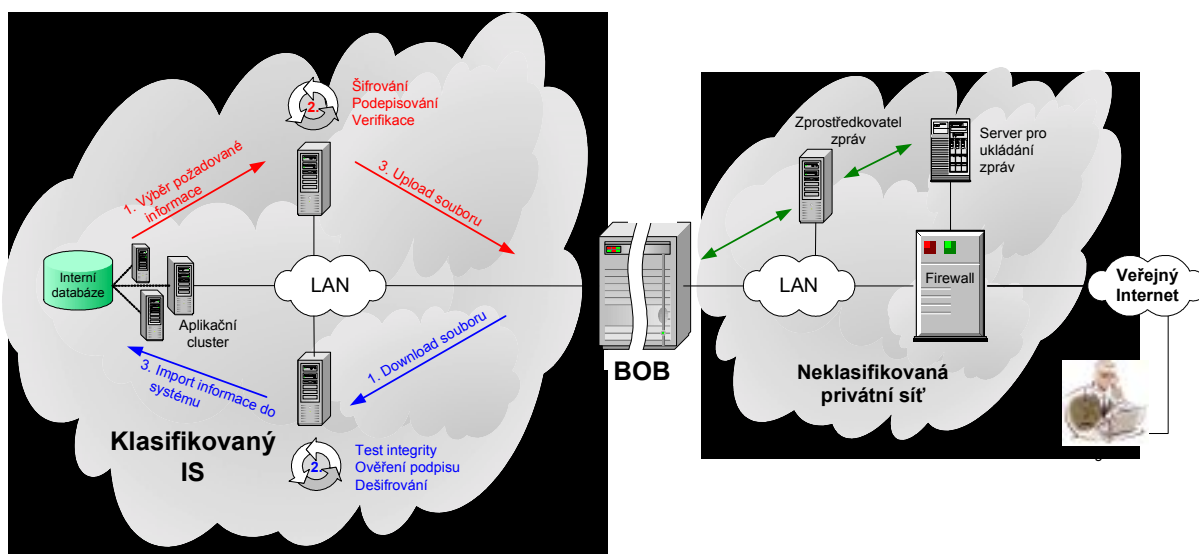 Šifrování
Podepisování
Verifikace
2.
1. Výběr požadované
informace
3. Upload souboru
Interní
databáze
Aplikační
cluster
LAN
1. Download souboru
3. Import informace do
systému
Klasifikovaný
IS
2.
Test integrity
Ověření podpisu
Dešifrování
BOB
Zprostředkovatel
zpráv
Server pro
ukládání
zpráv
LAN
Firewall
Veřejný
Internet
Neklasifikovaná
privátní síť